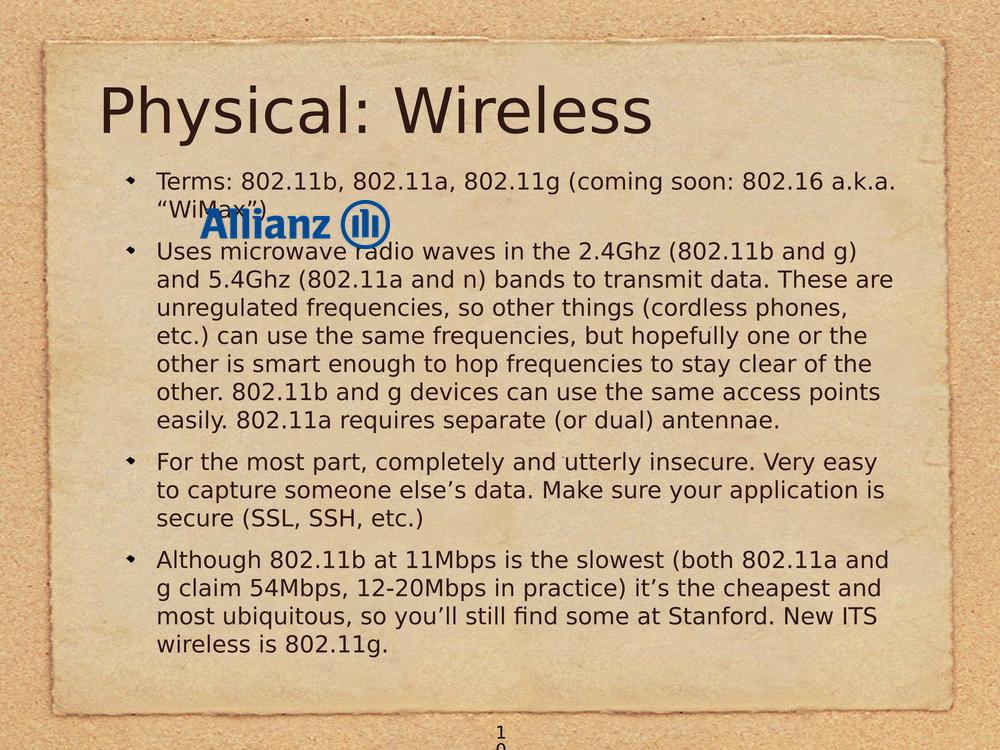 Physical: Wireless
Terms: 802.11b, 802.11a, 802.11g (coming soon: 802.16 a.k.a.
“WiMax”)
Allianz
Uses microwave radio waves in the 2.4Ghz (802.11b and g)
and 5.4Ghz (802.11a and n) bands to transmit data. These are
unregulated frequencies, so other things (cordless phones,
etc.) can use the same frequencies, but hopefully one or the
other is smart enough to hop frequencies to stay clear of the
other. 802.11b and g devices can use the same access points
easily. 802.11a requires separate (or dual) antennae.
For the most part, completely and utterly insecure. Very easy
to capture someone else’s data. Make sure your application is
secure (SSL, SSH, etc.)
Although 802.11b at 11Mbps is the slowest (both 802.11a and
g claim 54Mbps, 12-20Mbps in practice) it’s the cheapest and
most ubiquitous, so you’ll still find some at Stanford. New ITS
wireless is 802.11g.
1
0